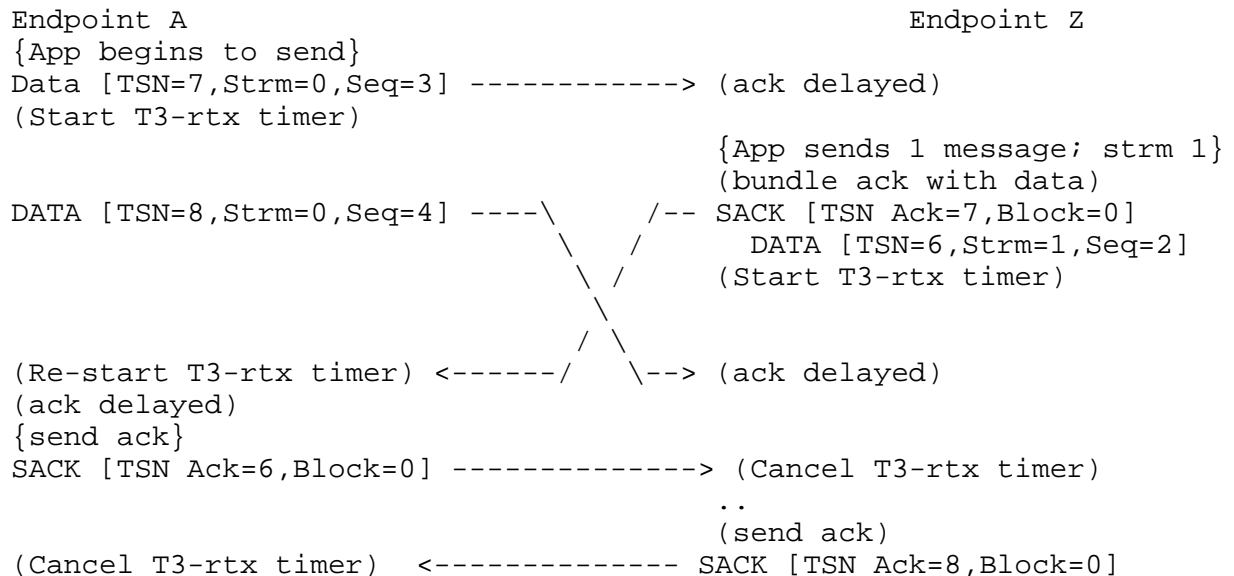 Endpoint A                                         Endpoint Z
{App begins to send}
Data [TSN=7,Strm=0,Seq=3] ------------> (ack delayed)
(Start T3-rtx timer)
                                        {App sends 1 message; strm 1}
                                        (bundle ack with data)
DATA [TSN=8,Strm=0,Seq=4] ----\     /-- SACK [TSN Ack=7,Block=0]
                               \   /      DATA [TSN=6,Strm=1,Seq=2]
                                \ /     (Start T3-rtx timer)
                                 \
                                / \
(Re-start T3-rtx timer) <------/   \--> (ack delayed)
(ack delayed)
{send ack}
SACK [TSN Ack=6,Block=0] --------------> (Cancel T3-rtx timer)
                                        ..
                                        (send ack)
(Cancel T3-rtx timer)  <-------------- SACK [TSN Ack=8,Block=0]